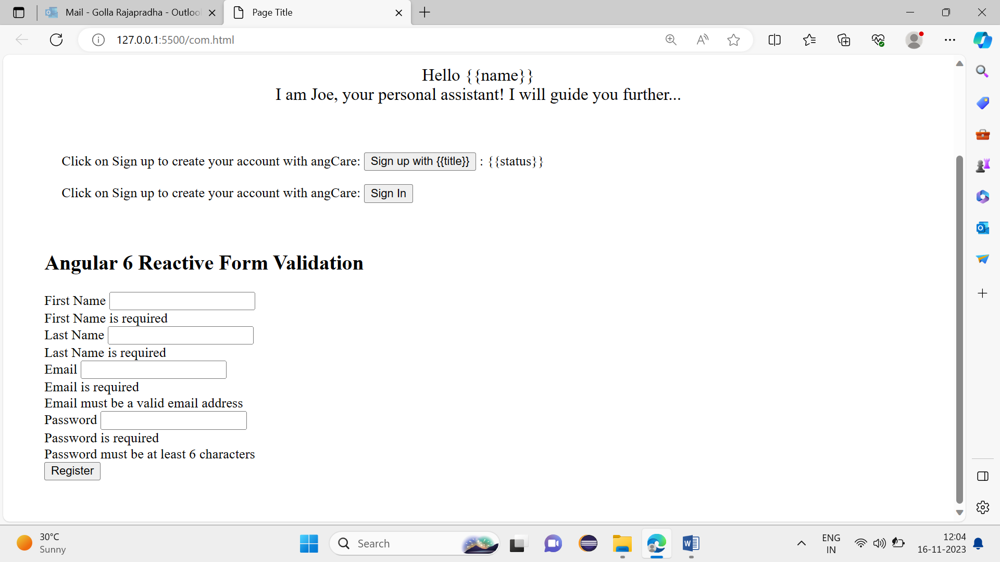 Mail - Golla Rajapradha - Outloo
Page Title
127.0.0.1:5500/com.html
Hello {{name}}
I am Joe, your personal assistant! I will guide you further...
Click on Sign up to create your account with angCare: Sign up with {{title}} : {{status}}
Click on Sign up to create your account with angCare: Sign In
Angular 6 Reactive Form Validation
First Name
First Name is required
Last Name
Last Name is required
Email
Email is required
Email must be a valid email address
Password
Password is required
Password must be at least 6 characters
Register
30°C
Sunny
Search
ENG
IN
12:04
16-11-2023